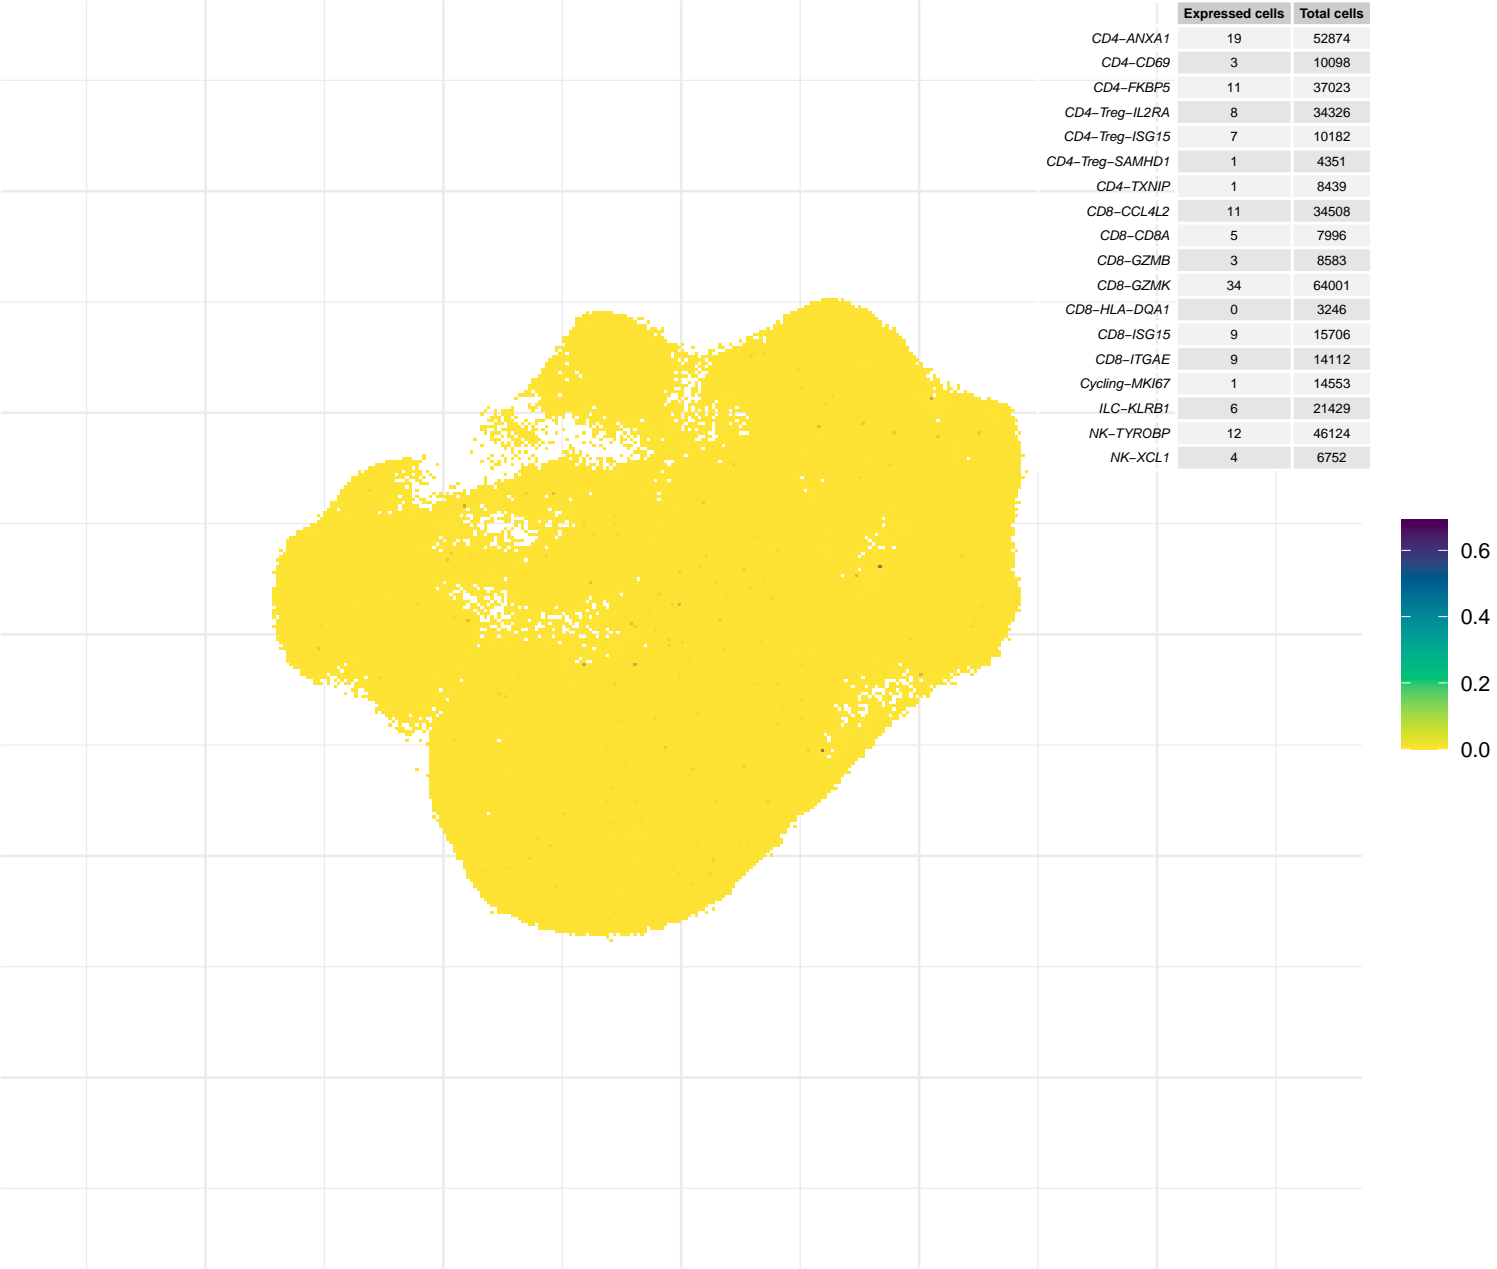 Expressed cells Total cells
CD4−ANXA1 19 52874
CD4−CD69 3 10098
CD4−FKBP5 11 37023
CD4−Treg−IL2RA 8 34326
CD4−Treg−ISG15 7 10182
CD4−Treg−SAMHD1 1 4351
CD4−TXNIP 1 8439
CD8−CCL4L2 11 34508
CD8−CD8A 5 7996
CD8−GZMB 3 8583
CD8−GZMK 34 64001
CD8−HLA−DQA1 0 3246
CD8−ISG15 9 15706
CD8−ITGAE 9 14112
Cycling−MKI67 1 14553
ILC−KLRB1 6 21429
NK−TYROBP 12 46124
NK−XCL1 4 6752
0.6
0.4
0.2
0.0